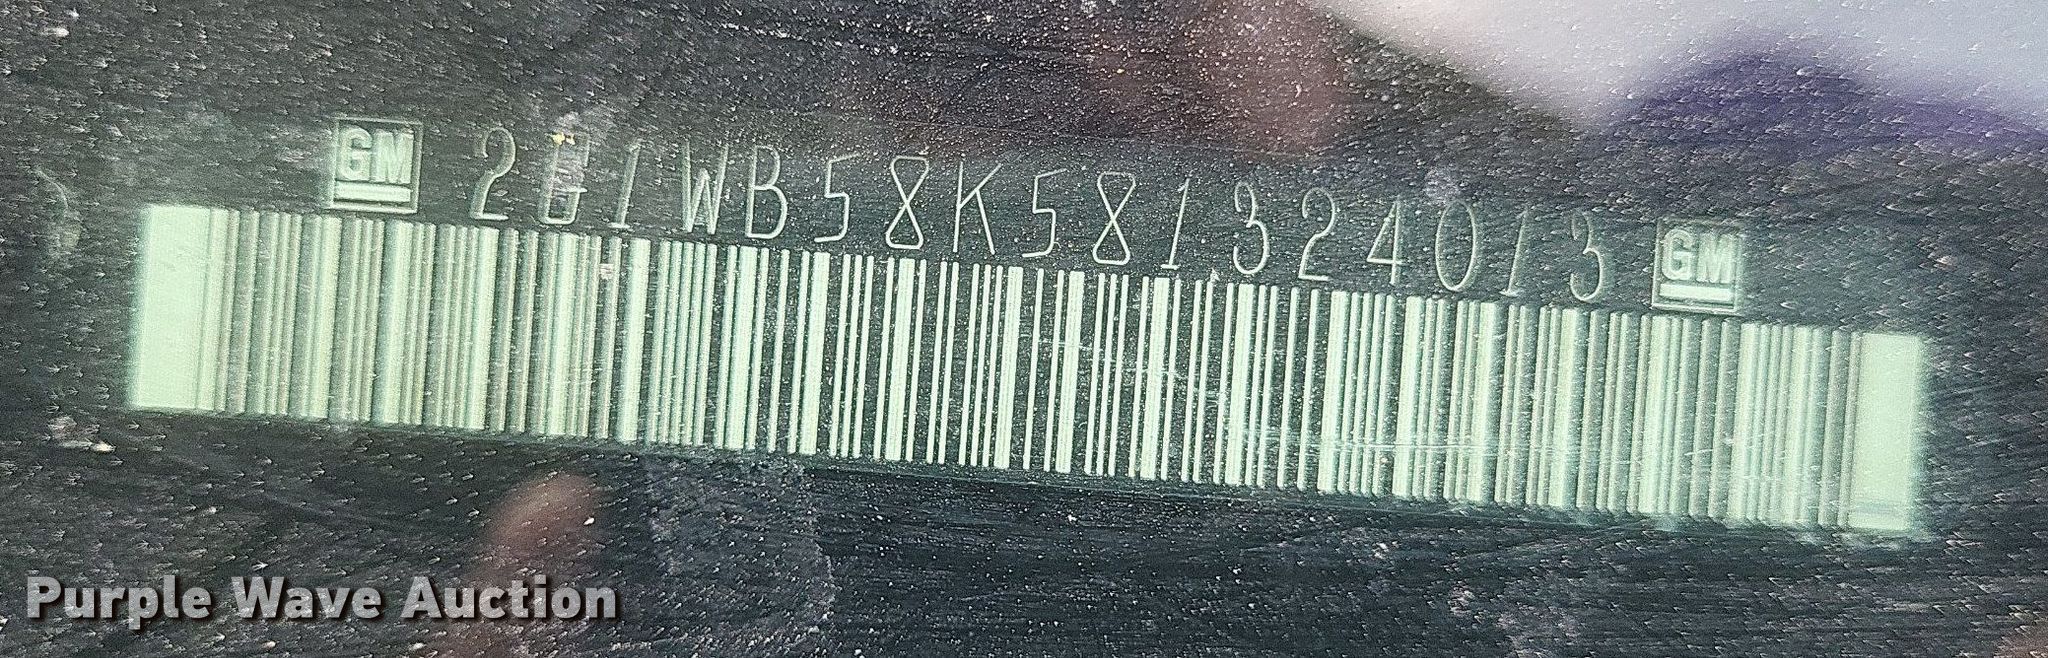 GM 2G1WB58K581324013 GM
Purple Wave Auction